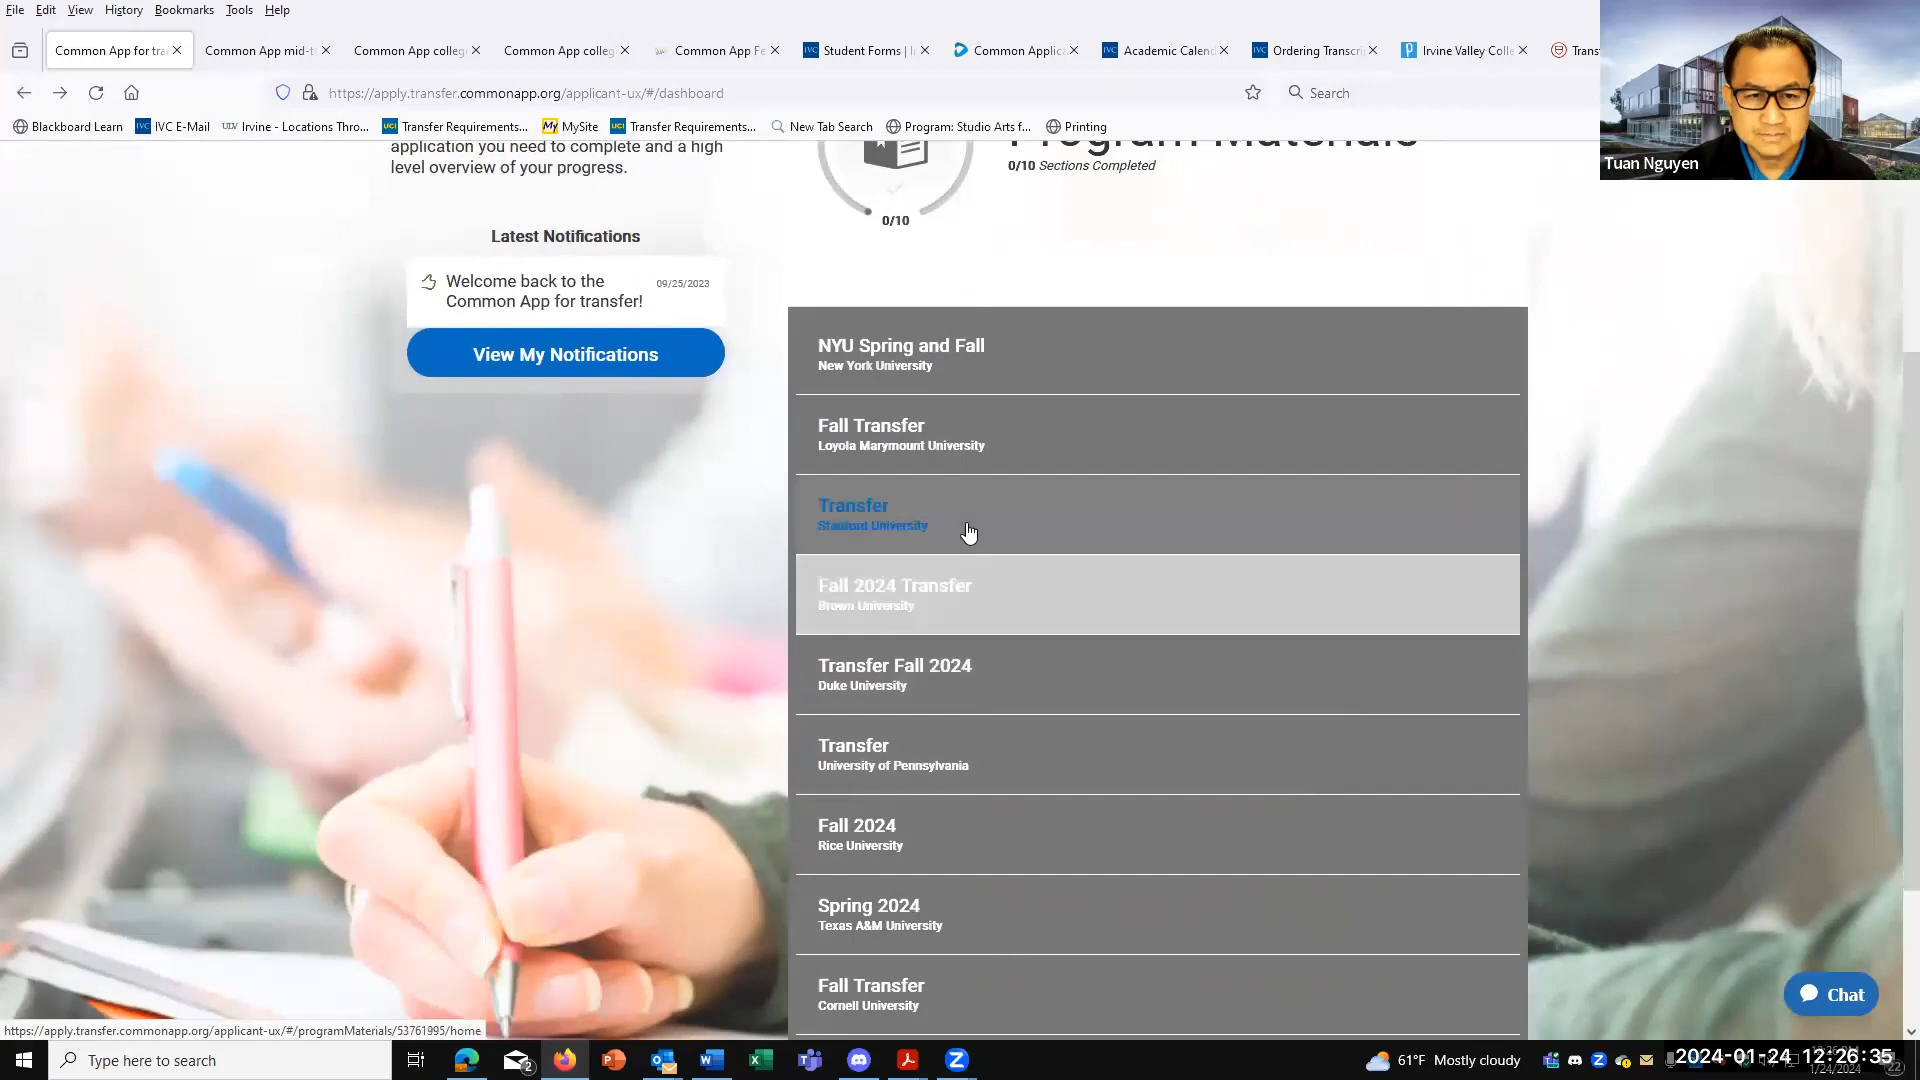 File Edit View History Bookmarks Tools Help
Common App for tra
Common App mid-t
Common App colleg
Common App colleg
Common App Fe
Student Forms | I
Common Applic
Academic Calend
Ordering Transcri
Irvine Valley Colle
Trans
https://apply.transfer.commonapp.org/applicant-ux/#/dashboard
Search
Blackboard Learn
IVC E-Mail
Irvine - Locations Thro...
Transfer Requirements...
MySite
Transfer Requirements...
New Tab Search
Program: Studio Arts f...
Printing
Tuan Nguyen
application you need to complete and a high
level overview of your progress.
Program Materials
0/10 Sections Completed
0/10
Latest Notifications
Welcome back to the
Common App for transfer!
09/25/2023
View My Notifications
NYU Spring and Fall
New York University
Fall Transfer
Loyola Marymount University
Transfer
Stanford University
Fall 2024 Transfer
Brown University
Transfer Fall 2024
Duke University
Transfer
University of Pennsylvania
Fall 2024
Rice University
Spring 2024
Texas A&M University
Fall Transfer
Cornell University
Chat
https://apply.transfer.commonapp.org/applicant-ux/#/programMaterials/53761995/home
Type here to search
61°F Mostly cloudy
2024-01-24 12:26:35
1/24/2024